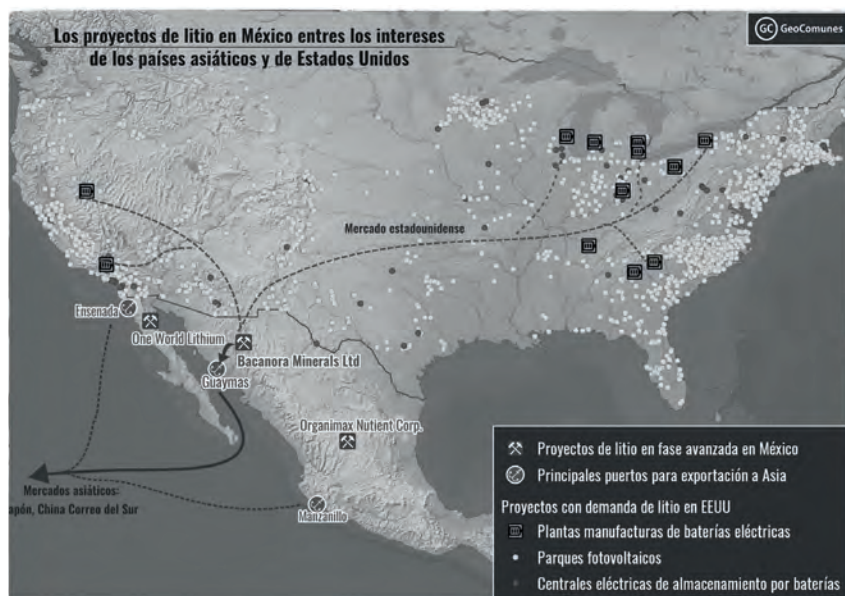 Los proyectos de litio en México entres los intereses
de los países asiáticos y de Estados Unidos
GC GeoComunes
Mercado estadounidense
Ensenada
One World Lithium
Bacanora Minerals Ltd
Guaymas
Organimax Nutient Corp.
Mercados asiáticos:
apón, China Correo del Sur
Manzanillo
Proyectos de litio en fase avanzada en México
Principales puertos para exportación a Asia
Proyectos con demanda de litio en EEUU
Plantas manufacturas de baterías eléctricas
Parques fotovoltaicos
Centrales eléctricas de almacenamiento por baterías